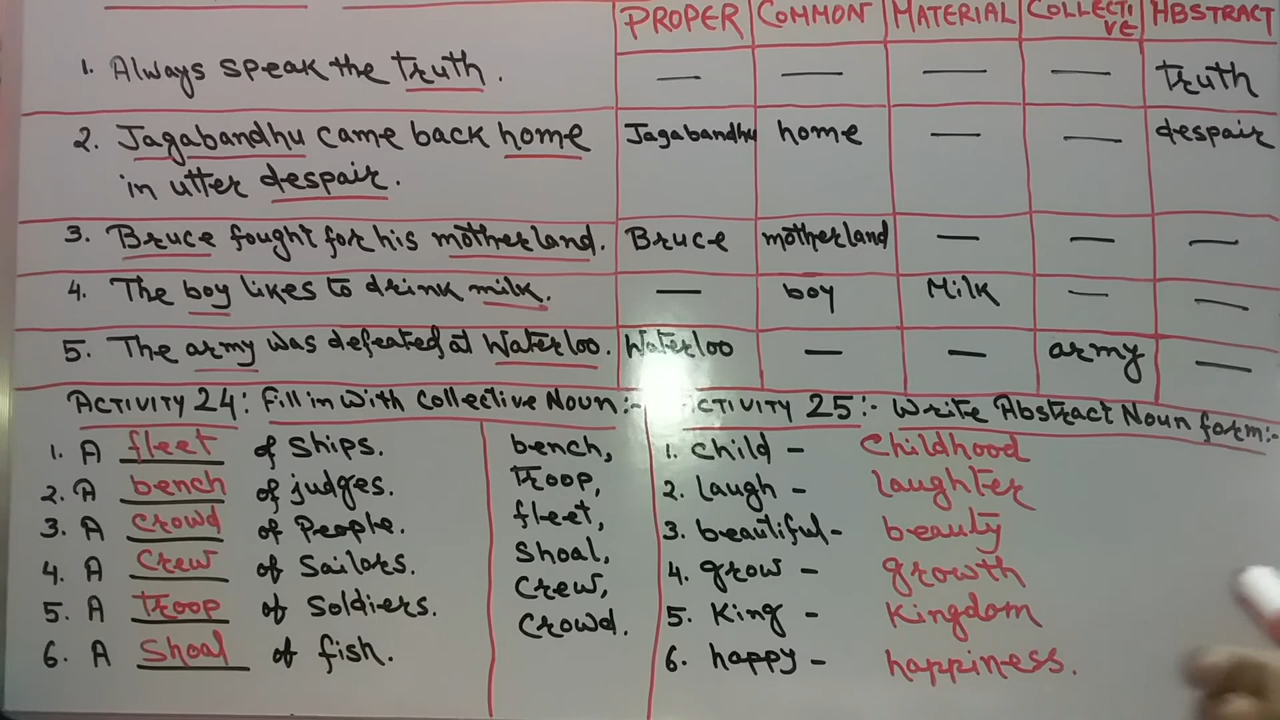 PROPER COMMON MATERIAL COLLECTIVE ABSTRACT
1. Always speak the truth. — — — — truth
2. Jagabandhu came back home Jagabandhu home — — despair
in utter despair.
3. Bruce fought for his motherland. Bruce motherland — — —
4. The boy likes to drink milk. — boy Milk — —
5. The army was defeated at Waterloo. Waterloo — — army —
ACTIVITY 24: Fill in with Collective Noun:-
1. A fleet of Ships.
2. A bench of judges.
3. A crowd of People.
4. A Crew of Sailors.
5. A troop of Soldiers.
6. A Shoal of fish.
bench,
troop,
fleet,
Shoal,
Crew,
Crowd.
CTIVITY 25:- Write Abstract Noun form:-
1. child - Childhood
2. laugh - laughter
3. beautiful - beauty
4. grow - growth
5. King - Kingdom
6. happy - happiness.